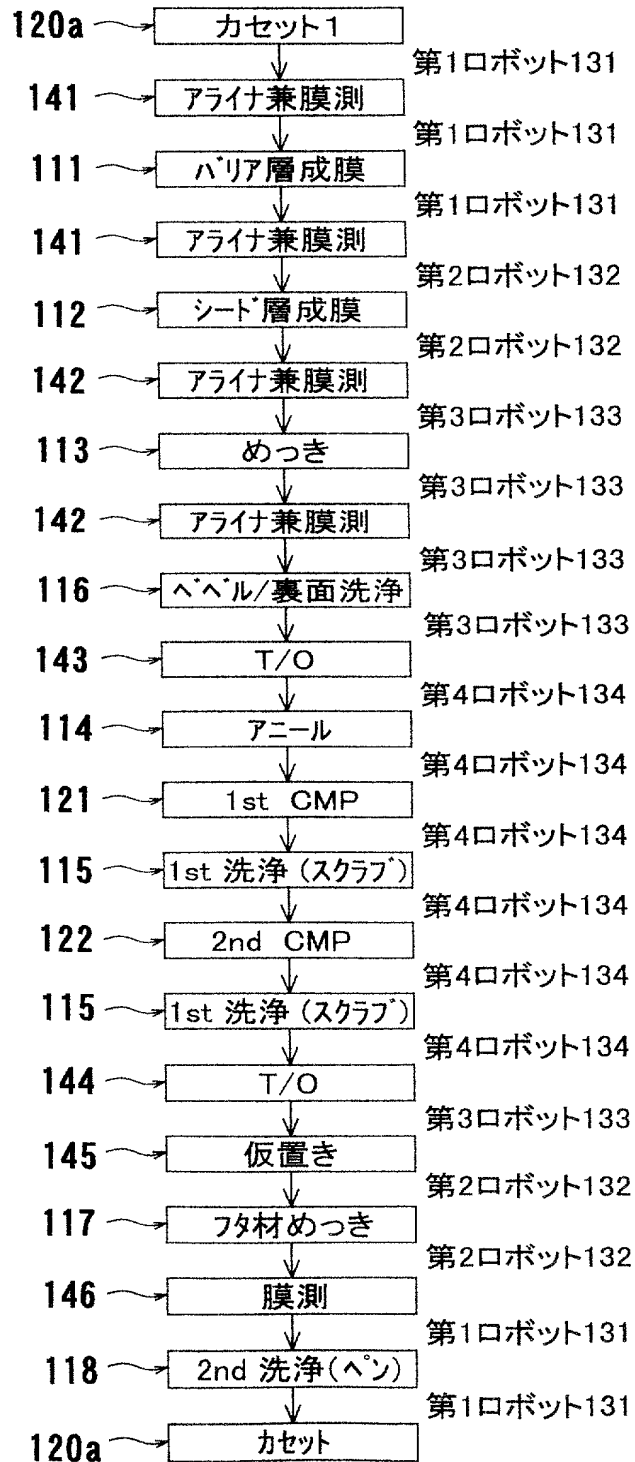 120a カセット1
第1ロボット131
141 アライナ兼膜測
第1ロボット131
111 バリア層成膜
第1ロボット131
141 アライナ兼膜測
第2ロボット132
112 シード層成膜
第2ロボット132
142 アライナ兼膜測
第3ロボット133
113 めっき
第3ロボット133
142 アライナ兼膜測
第3ロボット133
116 ベベル/裏面洗浄
第3ロボット133
143 T/O
第4ロボット134
114 アニール
第4ロボット134
121 1st CMP
第4ロボット134
115 1st 洗浄(スクラブ)
第4ロボット134
122 2nd CMP
第4ロボット134
115 1st 洗浄(スクラブ)
第4ロボット134
144 T/O
第3ロボット133
145 仮置き
第2ロボット132
117 フタ材めっき
第2ロボット132
146 膜測
第1ロボット131
118 2nd 洗浄(ペン)
第1ロボット131
120a カセット